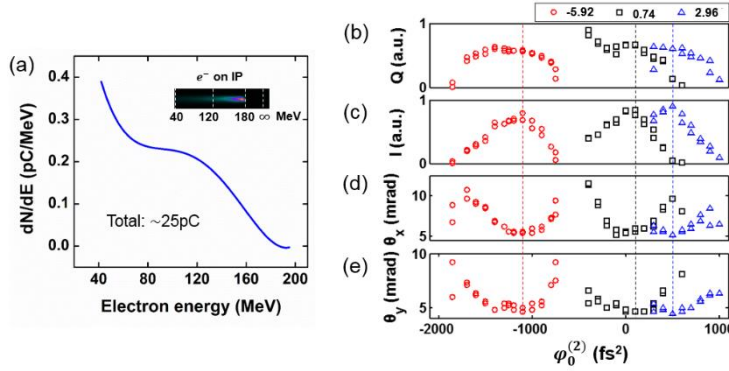 (a)
e⁻ on IP
40 120 180 ∞ MeV
0.4
0.3
0.2
0.1
0.0
dN/dE (pC/MeV)
Total: ~25pC
40 80 120 160 200
Electron energy (MeV)
-5.92 0.74 2.96
(b)
Q (a.u.)
1
0
(c)
I (a.u.)
1
0
(d)
θx (mrad)
10
5
(e)
θy (mrad)
10
5
-2000 -1000 0 1000
φ₀⁽²⁾ (fs²)